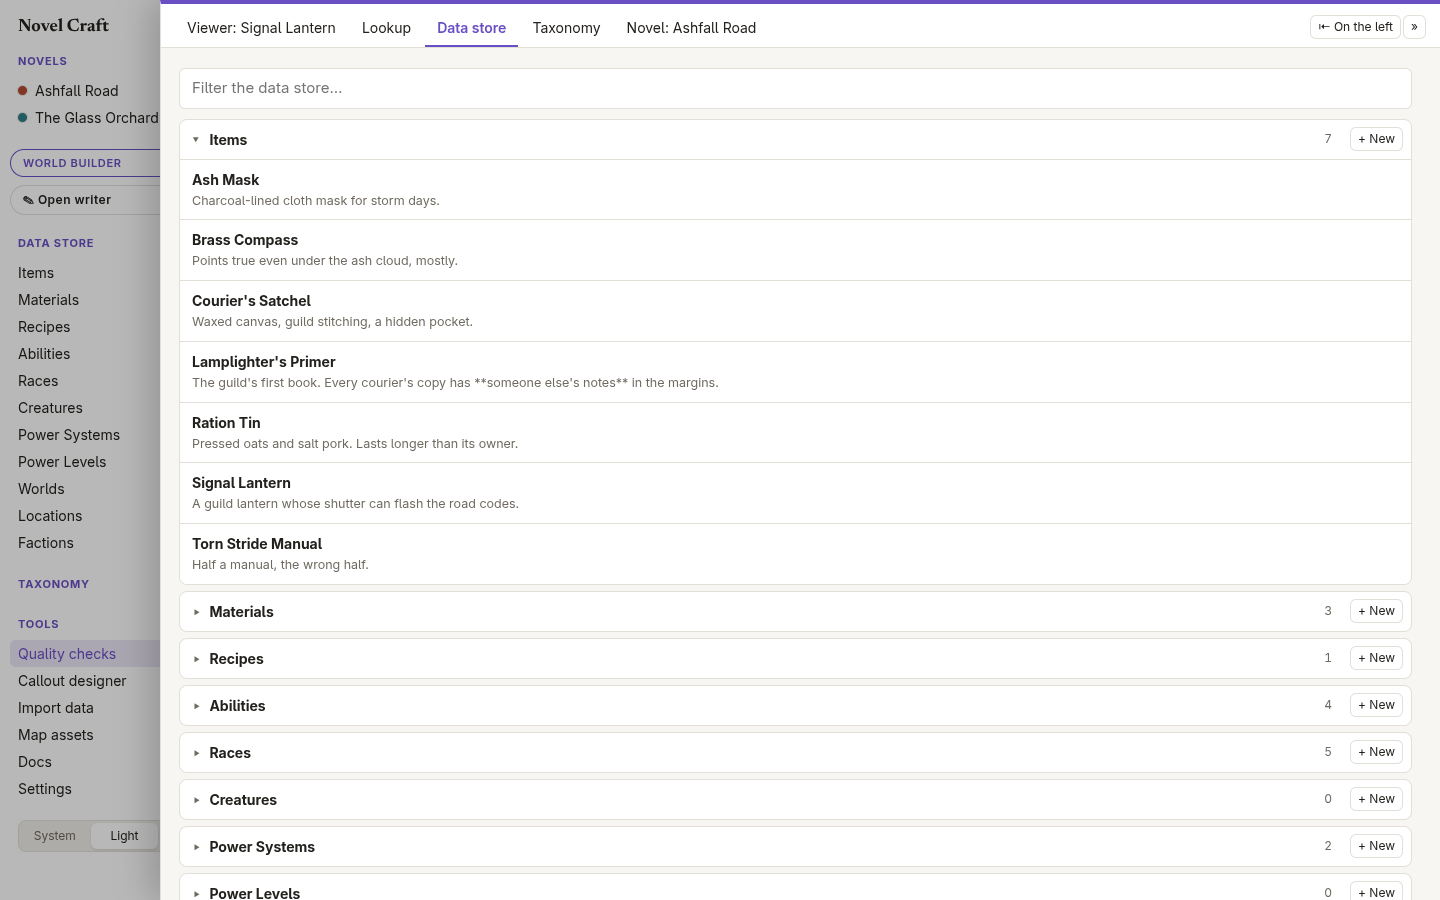 Novel Craft
NOVELS
Ashfall Road
The Glass Orchard
WORLD BUILDER
✎ Open writer
DATA STORE
Items
Materials
Recipes
Abilities
Races
Creatures
Power Systems
Power Levels
Worlds
Locations
Factions
TAXONOMY
TOOLS
Quality checks
Callout designer
Import data
Map assets
Docs
Settings
System Light
Viewer: Signal Lantern Lookup Data store Taxonomy Novel: Ashfall Road
⇤ On the left »
Filter the data store...
▾ Items 7 + New
Ash Mask
Charcoal-lined cloth mask for storm days.
Brass Compass
Points true even under the ash cloud, mostly.
Courier's Satchel
Waxed canvas, guild stitching, a hidden pocket.
Lamplighter's Primer
The guild's first book. Every courier's copy has **someone else's notes** in the margins.
Ration Tin
Pressed oats and salt pork. Lasts longer than its owner.
Signal Lantern
A guild lantern whose shutter can flash the road codes.
Torn Stride Manual
Half a manual, the wrong half.
▸ Materials 3 + New
▸ Recipes 1 + New
▸ Abilities 4 + New
▸ Races 5 + New
▸ Creatures 0 + New
▸ Power Systems 2 + New
▸ Power Levels 0 + New